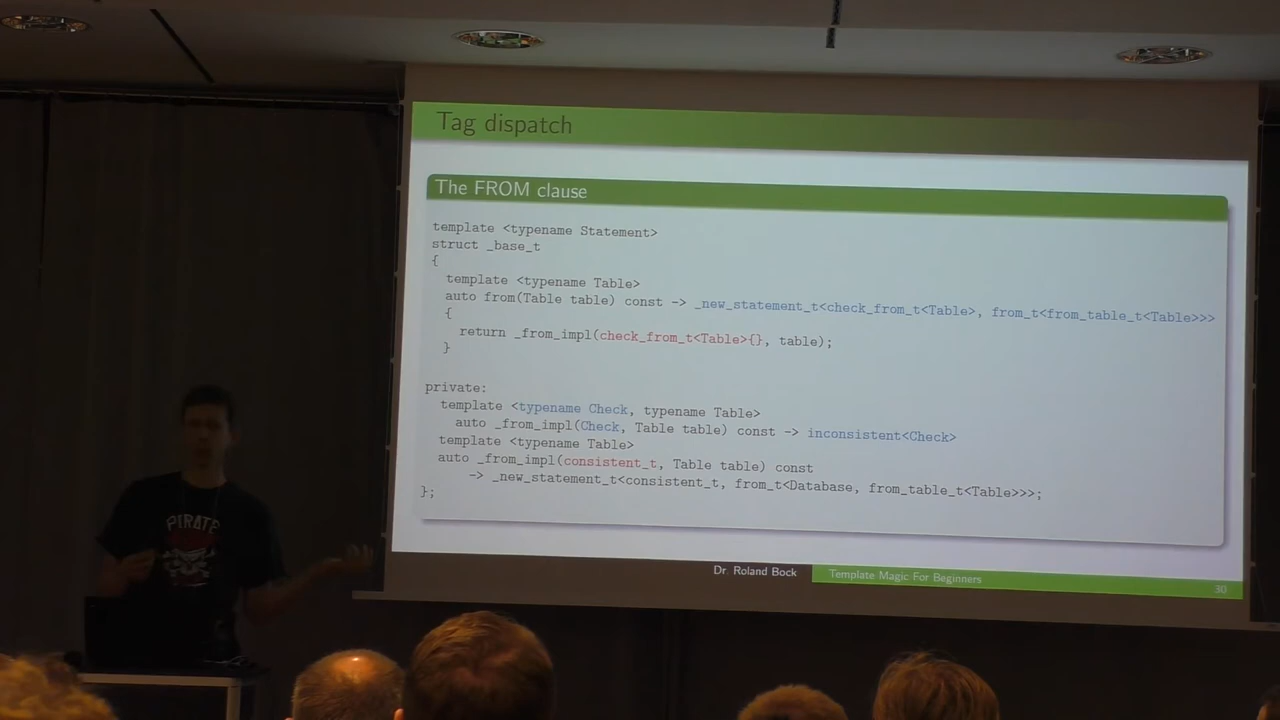 Tag dispatch
The FROM clause
template <typename Statement>
struct _base_t
{
template <typename Table>
auto from(Table table) const -> _new_statement_t<check_from_t<Table>, from_t<from_table_t<Table>>>
{
return _from_impl(check_from_t<Table>{}, table);
}
private:
template <typename Check, typename Table>
auto _from_impl(Check, Table table) const -> inconsistent<Check>
template <typename Table>
auto _from_impl(consistent_t, Table table) const
-> _new_statement_t<consistent_t, from_t<Database, from_table_t<Table>>>;
};
Dr. Roland Bock
Template Magic For Beginners
30
PIRATE